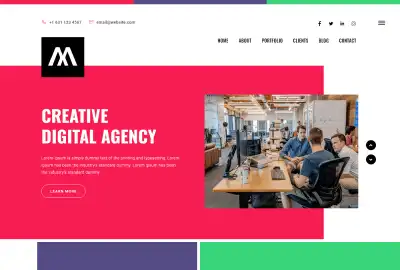 +7 631 123 4567 email@website.com
HOME ABOUT PORTFOLIO CLIENTS BLOG CONTACT
CREATIVE
DIGITAL AGENCY
Lorem Ipsum is simply dummy text of the printing and typesetting. Lorem
Ipsum has been the industry's standard dummy. Lorem Ipsum has been
the industry's standard dummy.
LEARN MORE